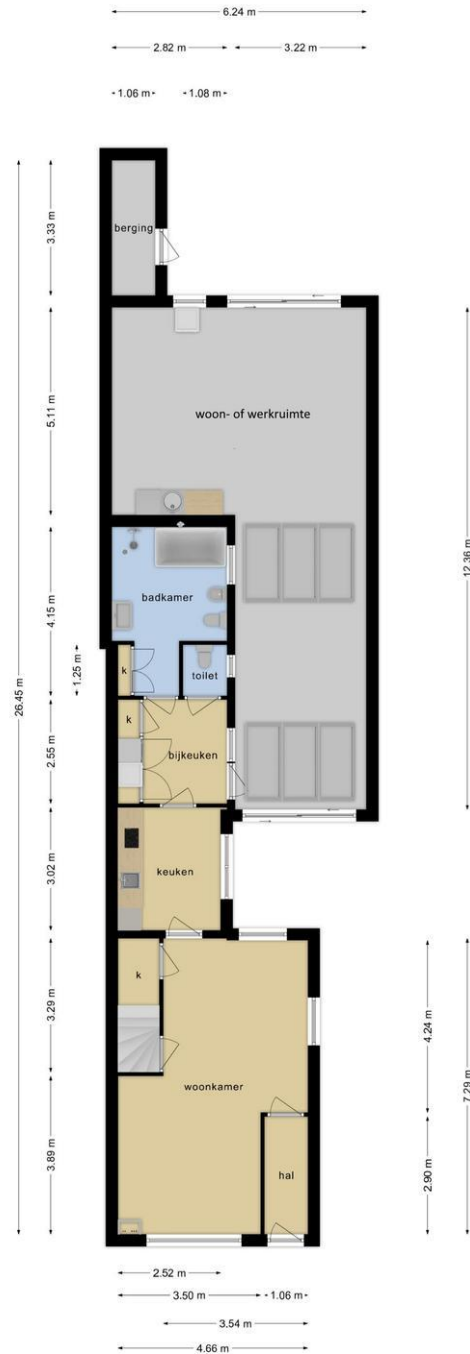 6.24 m
2.82 m
3.22 m
1.06 m
1.08 m
3.33 m
berging
5.11 m
woon- of werkruimte
12.36 m
26.45 m
4.15 m
badkamer
1.25 m
k
toilet
2.55 m
k
bijkeuken
3.02 m
keuken
3.29 m
k
4.24 m
7.29 m
woonkamer
3.89 m
2.90 m
hal
2.52 m
3.50 m
1.06 m
3.54 m
4.66 m